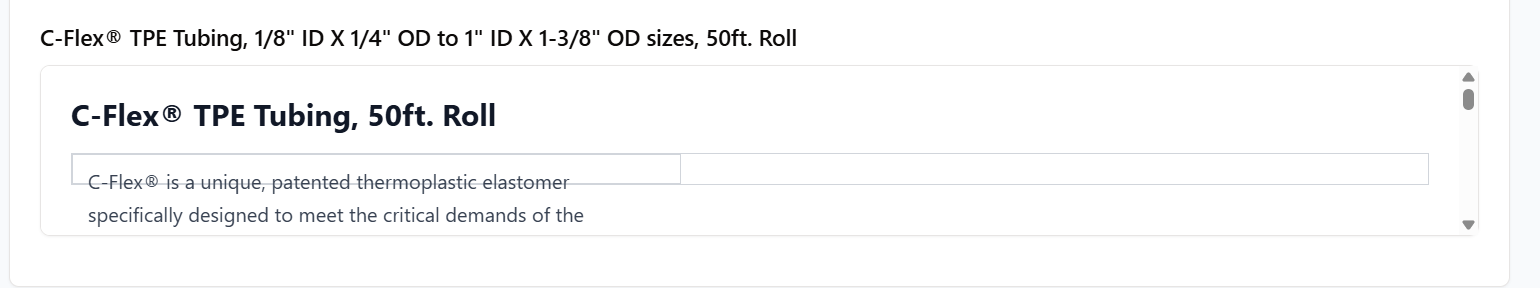 C-Flex® TPE Tubing, 1/8" ID X 1/4" OD to 1" ID X 1-3/8" OD sizes, 50ft. Roll
C-Flex® TPE Tubing, 50ft. Roll
C-Flex® is a unique, patented thermoplastic elastomer
specifically designed to meet the critical demands of the